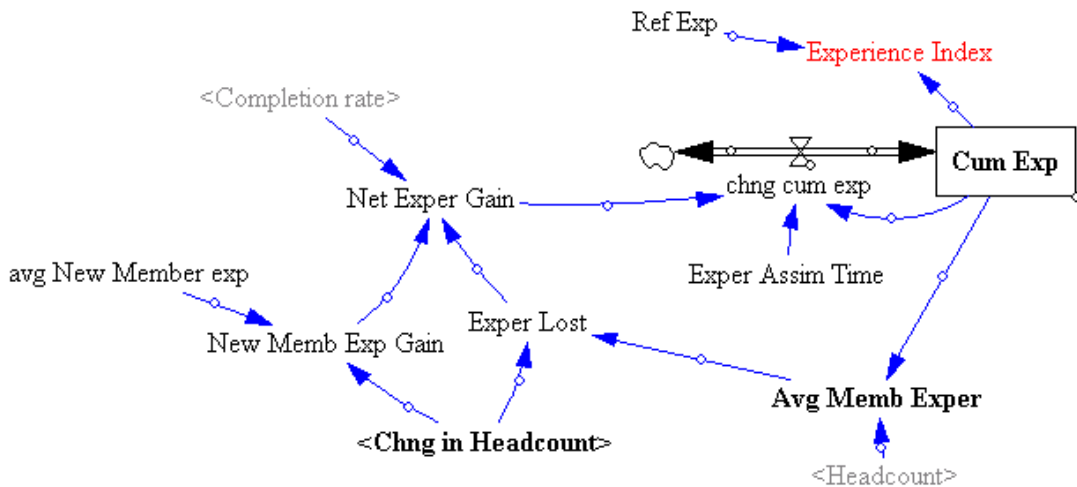 Ref Exp
Experience Index
<Completion rate>
Cum Exp
Net Exper Gain
chng cum exp
avg New Member exp
Exper Assim Time
New Memb Exp Gain
Exper Lost
Avg Memb Exper
<Chng in Headcount>
<Headcount>